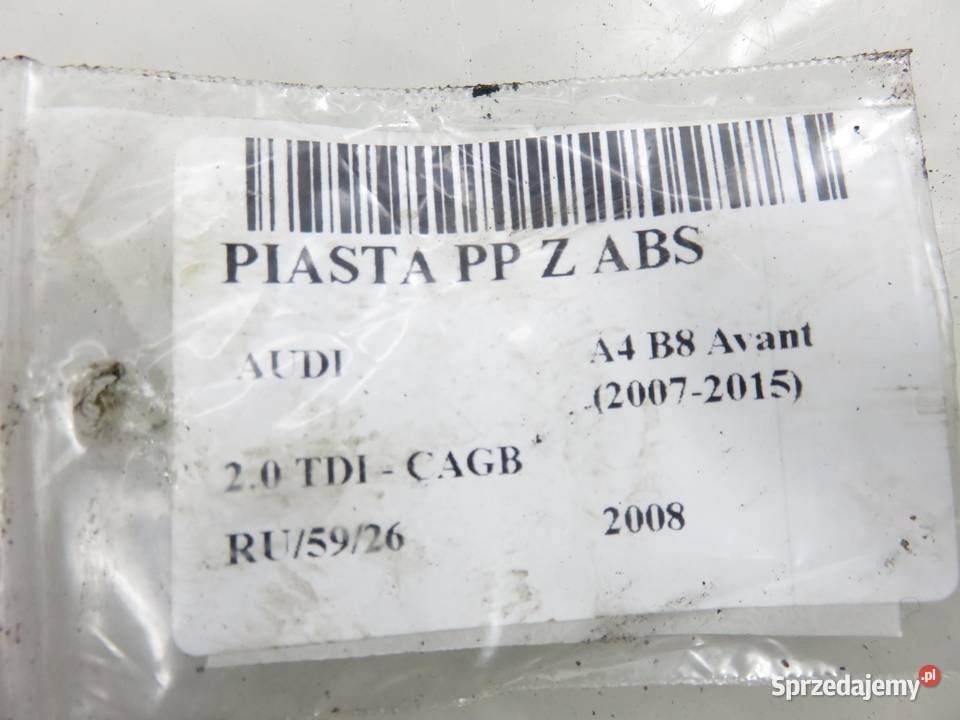 PIASTA PP Z ABS
AUDI
A4 B8 Avant
(2007-2015)
2.0 TDI - CAGB
RU/59/26
2008
Sprzedajemy.pl